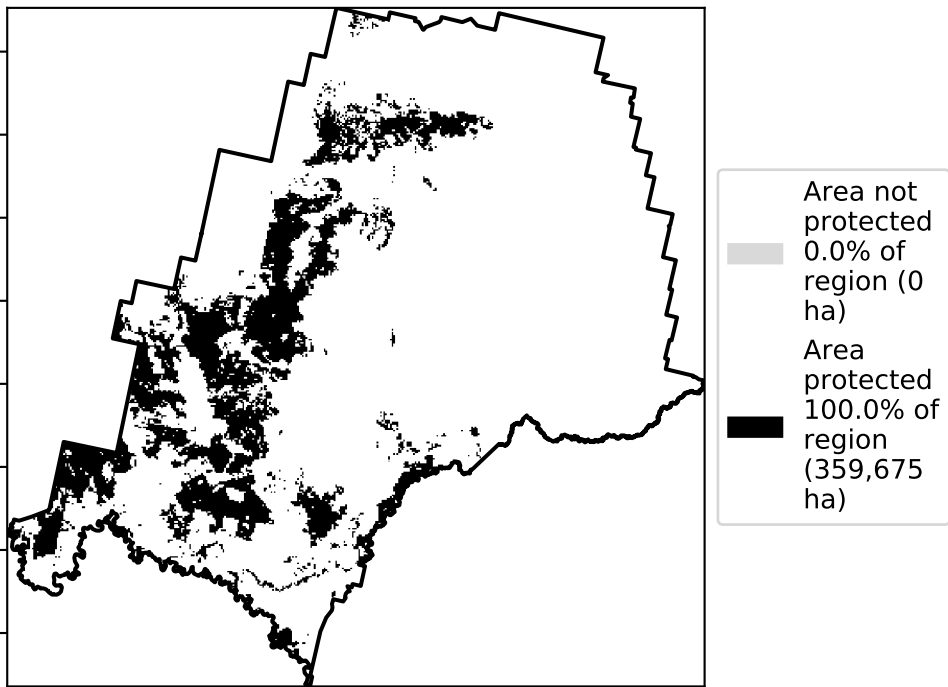 Area not
protected
0.0% of
region (0
ha)
Area
protected
100.0% of
region
(359,675
ha)